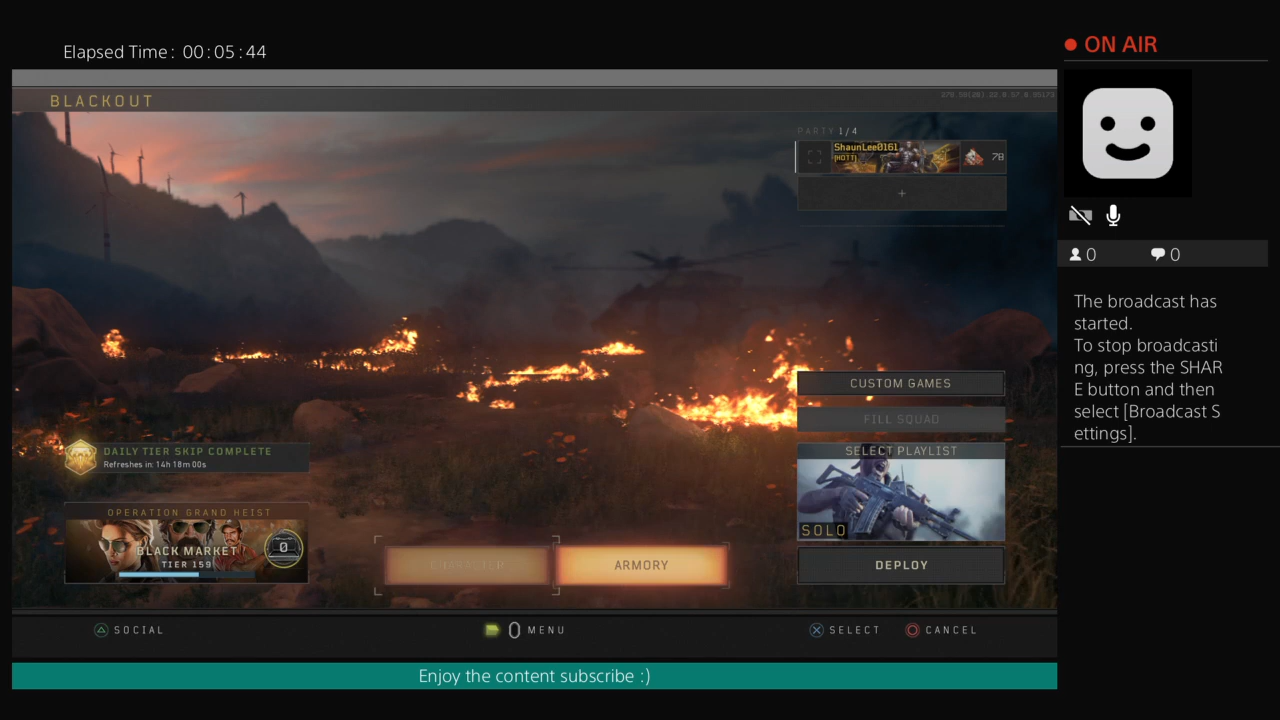 Elapsed Time: 00:05:44
ON AIR
BLACKOUT
PARTY 1/4
ShaunLee0161
[HOTT]
78
+
0
0
The broadcast has
started.
To stop broadcasti
ng, press the SHAR
E button and then
select [Broadcast S
ettings].
CUSTOM GAMES
FILL SQUAD
SELECT PLAYLIST
SOLO
DEPLOY
DAILY TIER SKIP COMPLETE
Refreshes in: 14h 18m 00s
OPERATION GRAND HEIST
BLACK MARKET
TIER 159
0
CHARACTER
ARMORY
SOCIAL
0 MENU
SELECT
CANCEL
Enjoy the content subscribe :)